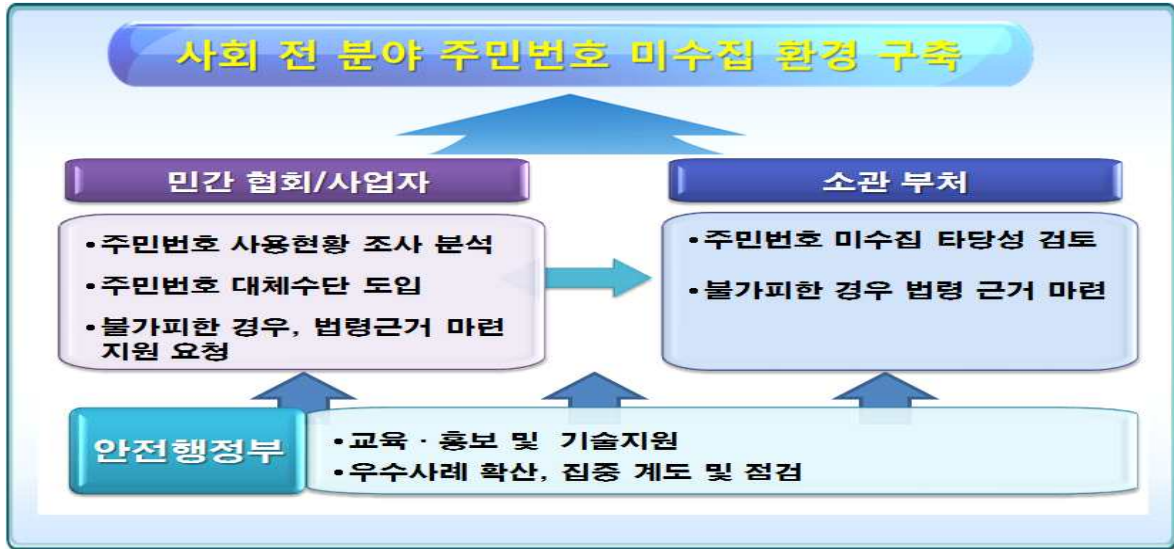 사회 전 분야 주민번호 미수집 환경 구축
민간 협회/사업자
•주민번호 사용현황 조사 분석
•주민번호 대체수단 도입
•불가피한 경우, 법령근거 마련
지원 요청
소관 부처
•주민번호 미수집 타당성 검토
•불가피한 경우 법령 근거 마련
안전행정부
•교육 · 홍보 및 기술지원
•우수사례 확산, 집중 계도 및 점검